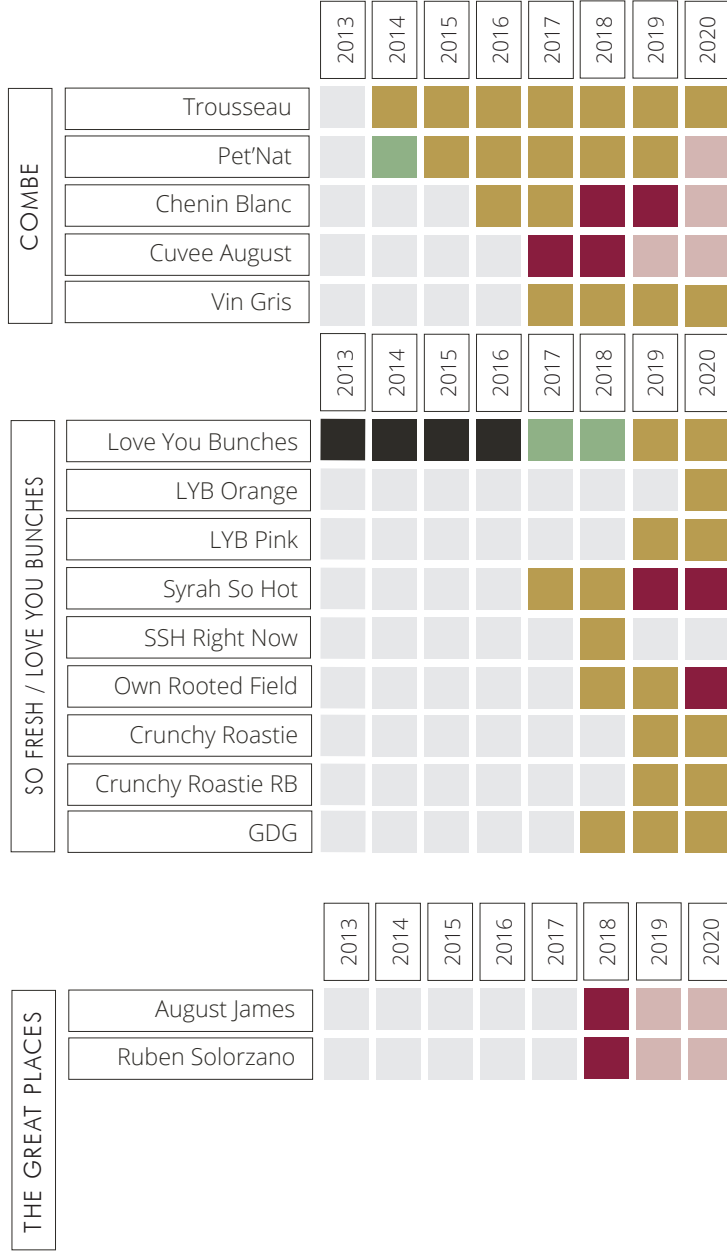 2013
2014
2015
2016
2017
2018
2019
2020
COMBE
Trousseau
Pet'Nat
Chenin Blanc
Cuvee August
Vin Gris
2013
2014
2015
2016
2017
2018
2019
2020
SO FRESH / LOVE YOU BUNCHES
Love You Bunches
LYB Orange
LYB Pink
Syrah So Hot
SSH Right Now
Own Rooted Field
Crunchy Roastie
Crunchy Roastie RB
GDG
2013
2014
2015
2016
2017
2018
2019
2020
THE GREAT PLACES
August James
Ruben Solorzano